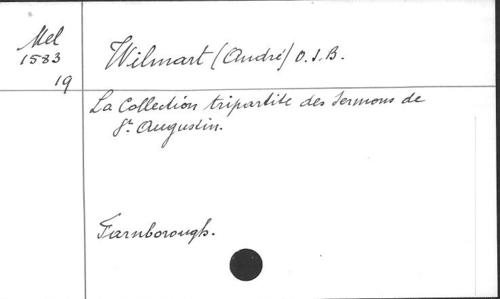 Mel
1583
19
Wilmart (André) O.S.B.
La Collection tripartite des Sermons de
St. Augustin.
Farnborough.